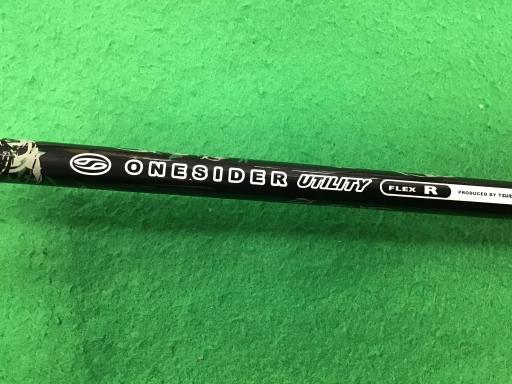 ONESIDER UTILITY FLEX R PRODUCED BY